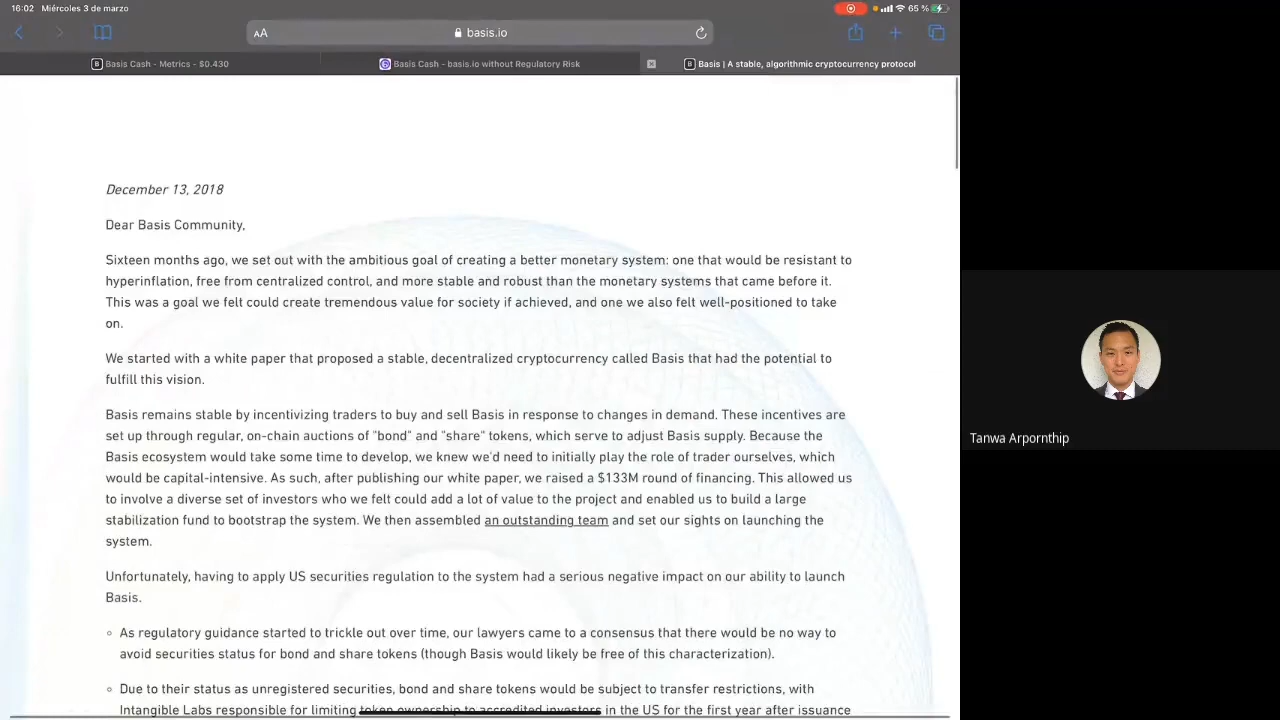 16:02 Miércoles 3 de marzo
65 %
AA
basis.io
Basis Cash - Metrics - $0.430
Basis Cash - basis.io without Regulatory Risk
Basis | A stable, algorithmic cryptocurrency protocol
December 13, 2018
Dear Basis Community,
Sixteen months ago, we set out with the ambitious goal of creating a better monetary system: one that would be resistant to
hyperinflation, free from centralized control, and more stable and robust than the monetary systems that came before it.
This was a goal we felt could create tremendous value for society if achieved, and one we also felt well-positioned to take
on.
We started with a white paper that proposed a stable, decentralized cryptocurrency called Basis that had the potential to
fulfill this vision.
Basis remains stable by incentivizing traders to buy and sell Basis in response to changes in demand. These incentives are
set up through regular, on-chain auctions of "bond" and "share" tokens, which serve to adjust Basis supply. Because the
Basis ecosystem would take some time to develop, we knew we'd need to initially play the role of trader ourselves, which
would be capital-intensive. As such, after publishing our white paper, we raised a $133M round of financing. This allowed us
to involve a diverse set of investors who we felt could add a lot of value to the project and enabled us to build a large
stabilization fund to bootstrap the system. We then assembled an outstanding team and set our sights on launching the
system.
Unfortunately, having to apply US securities regulation to the system had a serious negative impact on our ability to launch
Basis.
As regulatory guidance started to trickle out over time, our lawyers came to a consensus that there would be no way to
avoid securities status for bond and share tokens (though Basis would likely be free of this characterization).
Due to their status as unregistered securities, bond and share tokens would be subject to transfer restrictions, with
Intangible Labs responsible for limiting token ownership to accredited investors in the US for the first year after issuance
Tanwa Arpornthip